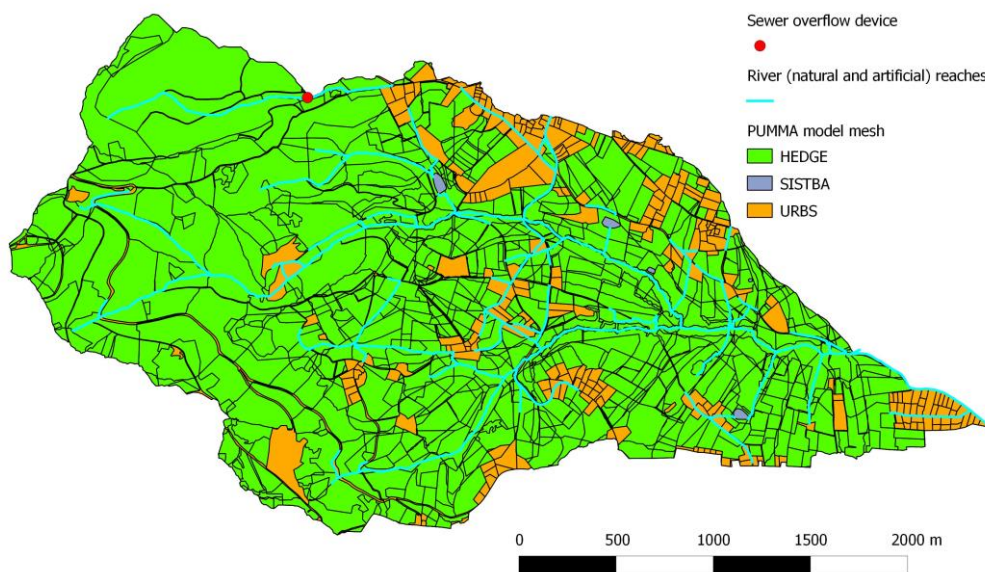 Sewer overflow device
River (natural and artificial) reaches
PUMMA model mesh
HEDGE
SISTBA
URBS
0 500 1000 1500 2000 m